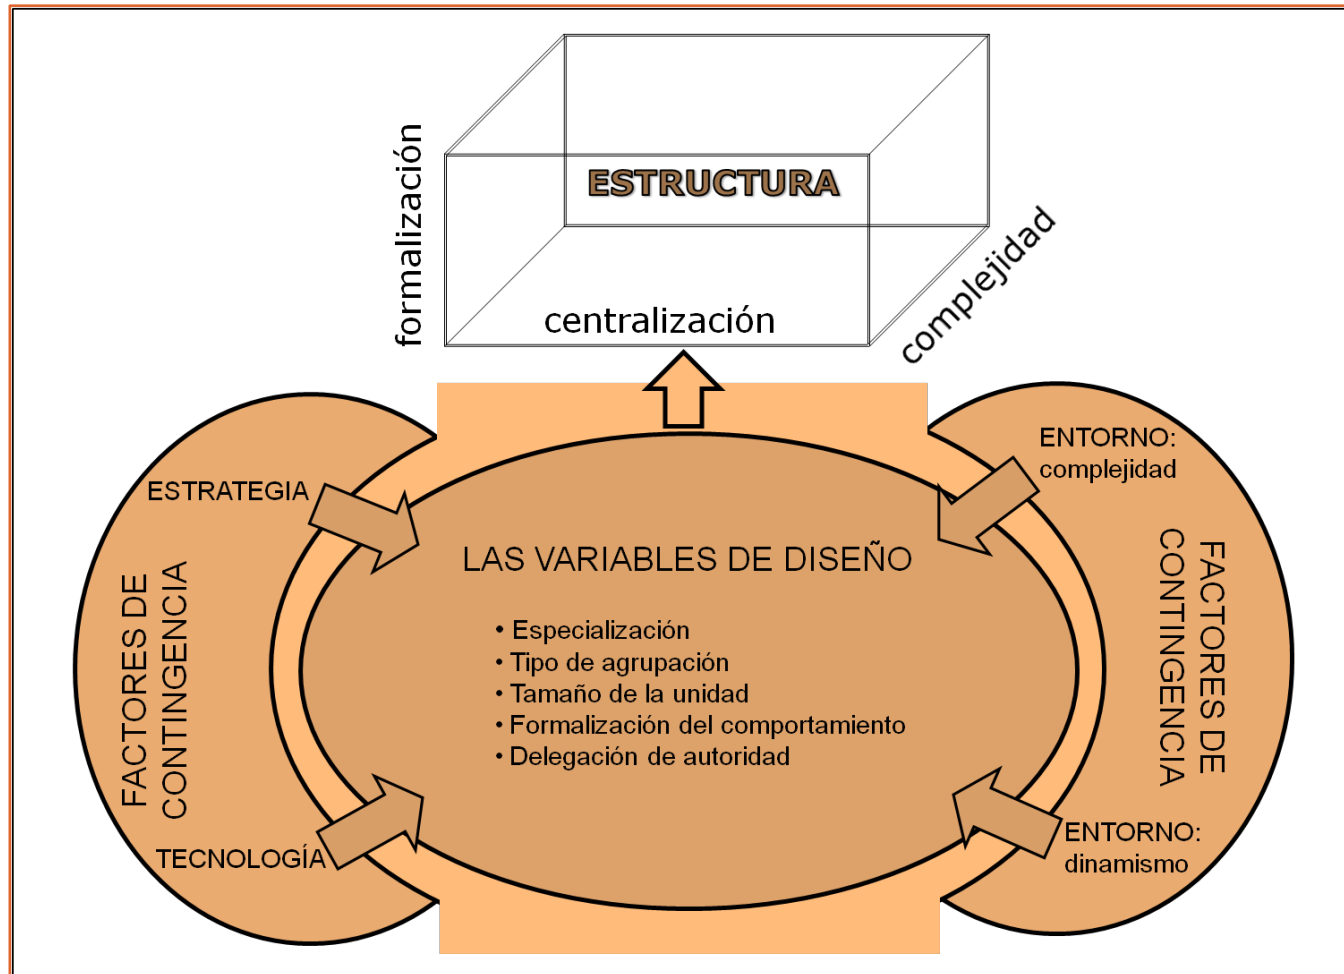 formalización
ESTRUCTURA
centralización
complejidad
ESTRATEGIA
FACTORES DE
CONTINGENCIA
TECNOLOGÍA
LAS VARIABLES DE DISEÑO
• Especialización
• Tipo de agrupación
• Tamaño de la unidad
• Formalización del comportamiento
• Delegación de autoridad
ENTORNO:
complejidad
FACTORES DE
CONTINGENCIA
ENTORNO:
dinamismo